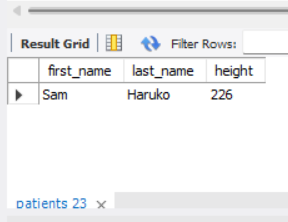 Result Grid Filter Rows:
first_name last_name height
Sam Haruko 226
patients 23